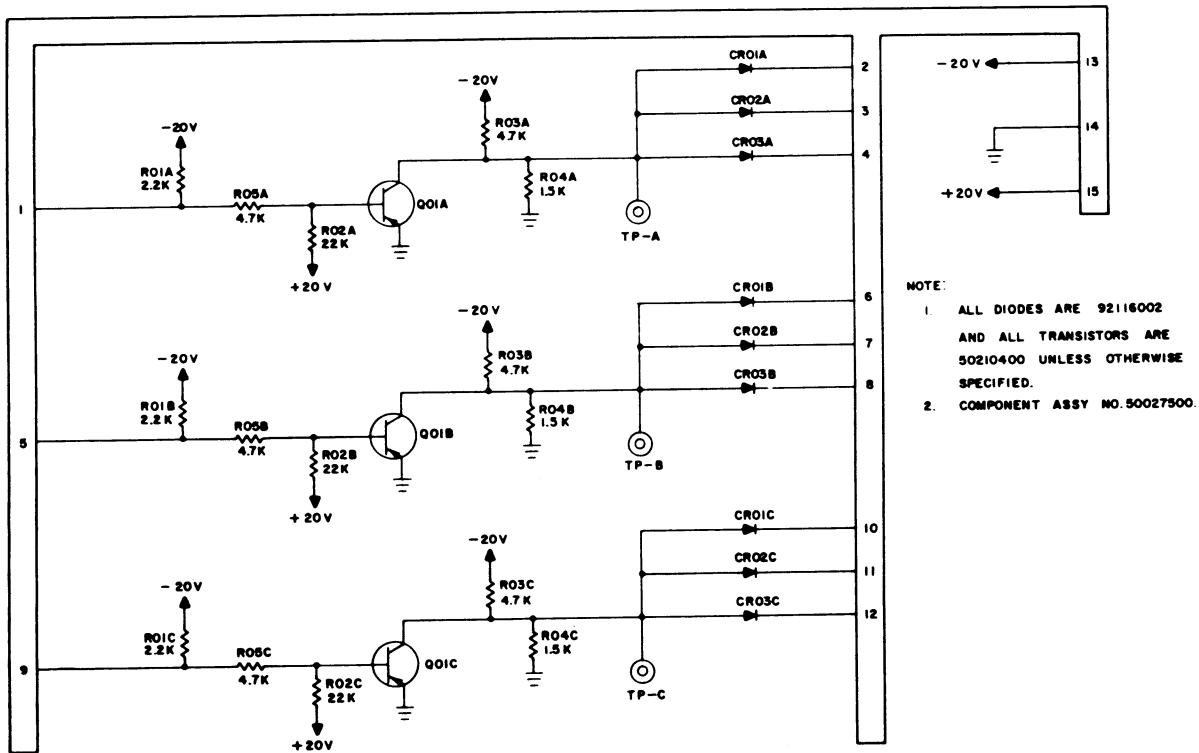 CR01A
2
-20V
13
-20V
CR02A
3
R03A
4.7K
-20V
CR03A
4
14
R01A
2.2K
R04A
1.5K
+20V
15
1
R05A
4.7K
Q01A
R02A
22K
TP-A
+20V
CR01B
6
-20V
CR02B
7
R03B
4.7K
-20V
CR03B
8
R01B
2.2K
R04B
1.5K
5
R05B
4.7K
Q01B
R02B
22K
TP-B
+20V
CR01C
10
-20V
CR02C
11
R03C
4.7K
-20V
CR03C
12
R01C
2.2K
R04C
1.5K
9
R05C
4.7K
Q01C
R02C
22K
TP-C
+20V
NOTE:
1. ALL DIODES ARE 92116002
AND ALL TRANSISTORS ARE
50210400 UNLESS OTHERWISE
SPECIFIED.
2. COMPONENT ASSY NO. 50027500.